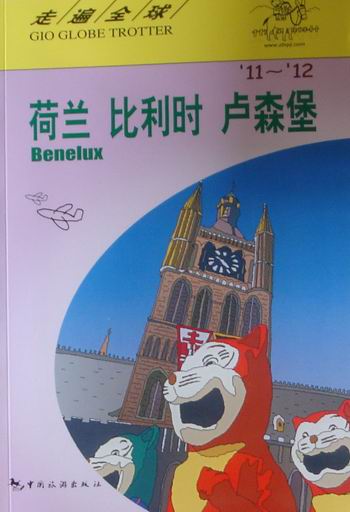 走遍全球
GIO GLOBE TROTTER
'11～'12
荷兰 比利时 卢森堡
Benelux
中国旅游出版社